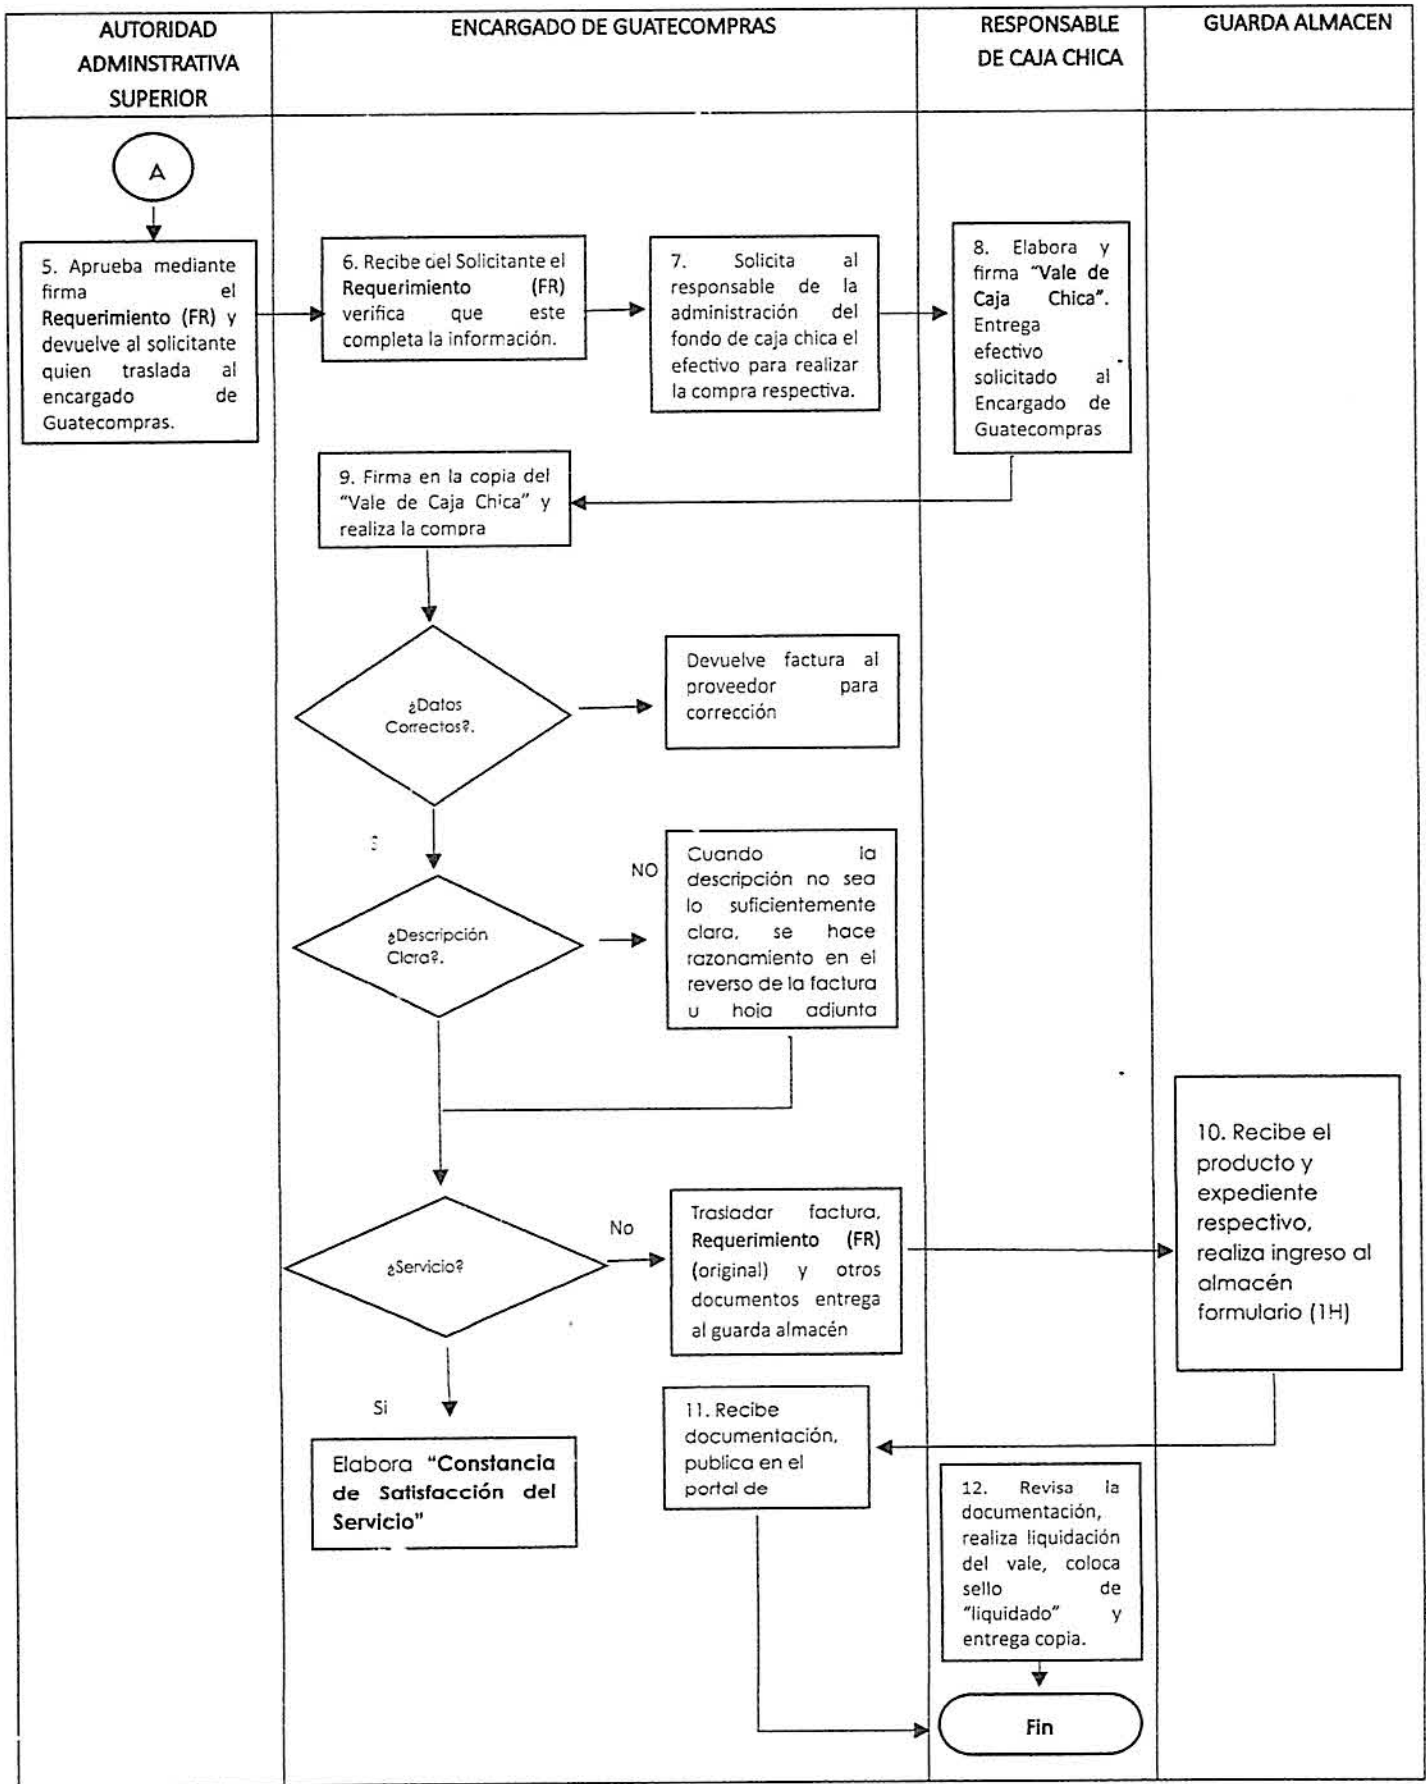 AUTORIDAD
ADMINSTRATIVA
SUPERIOR
ENCARGADO DE GUATECOMPRAS
RESPONSABLE
DE CAJA CHICA
GUARDA ALMACEN
A
5. Aprueba mediante
firma el
Requerimiento (FR) y
devuelve al solicitante
quien traslada al
encargado de
Guatecompras.
6. Recibe del Solicitante el
Requerimiento (FR)
verifica que este
completa la información.
7. Solicita al
responsable de la
administración del
fondo de caja chica el
efectivo para realizar
la compra respectiva.
8. Elabora y
firma “Vale de
Caja Chica”.
Entrega
efectivo
solicitado al
Encargado de
Guatecompras
9. Firma en la copia del
“Vale de Caja Chica” y
realiza la compra
¿Datos
Correctos?.
Devuelve factura al
proveedor para
corrección
¿Descripción
Clara?.
NO
Cuando la
descripción no sea
lo suficientemente
clara, se hace
razonamiento en el
reverso de la factura
u hoja adjunta
¿Servicio?
No
Trasladar factura,
Requerimiento (FR)
(original) y otros
documentos entrega
al guarda almacén
10. Recibe el
producto y
expediente
respectivo,
realiza ingreso al
almacén
formulario (1H)
Si
Elabora “Constancia
de Satisfacción del
Servicio”
11. Recibe
documentación,
publica en el
portal de
12. Revisa la
documentación,
realiza liquidación
del vale, coloca
sello de
“liquidado” y
entrega copia.
Fin